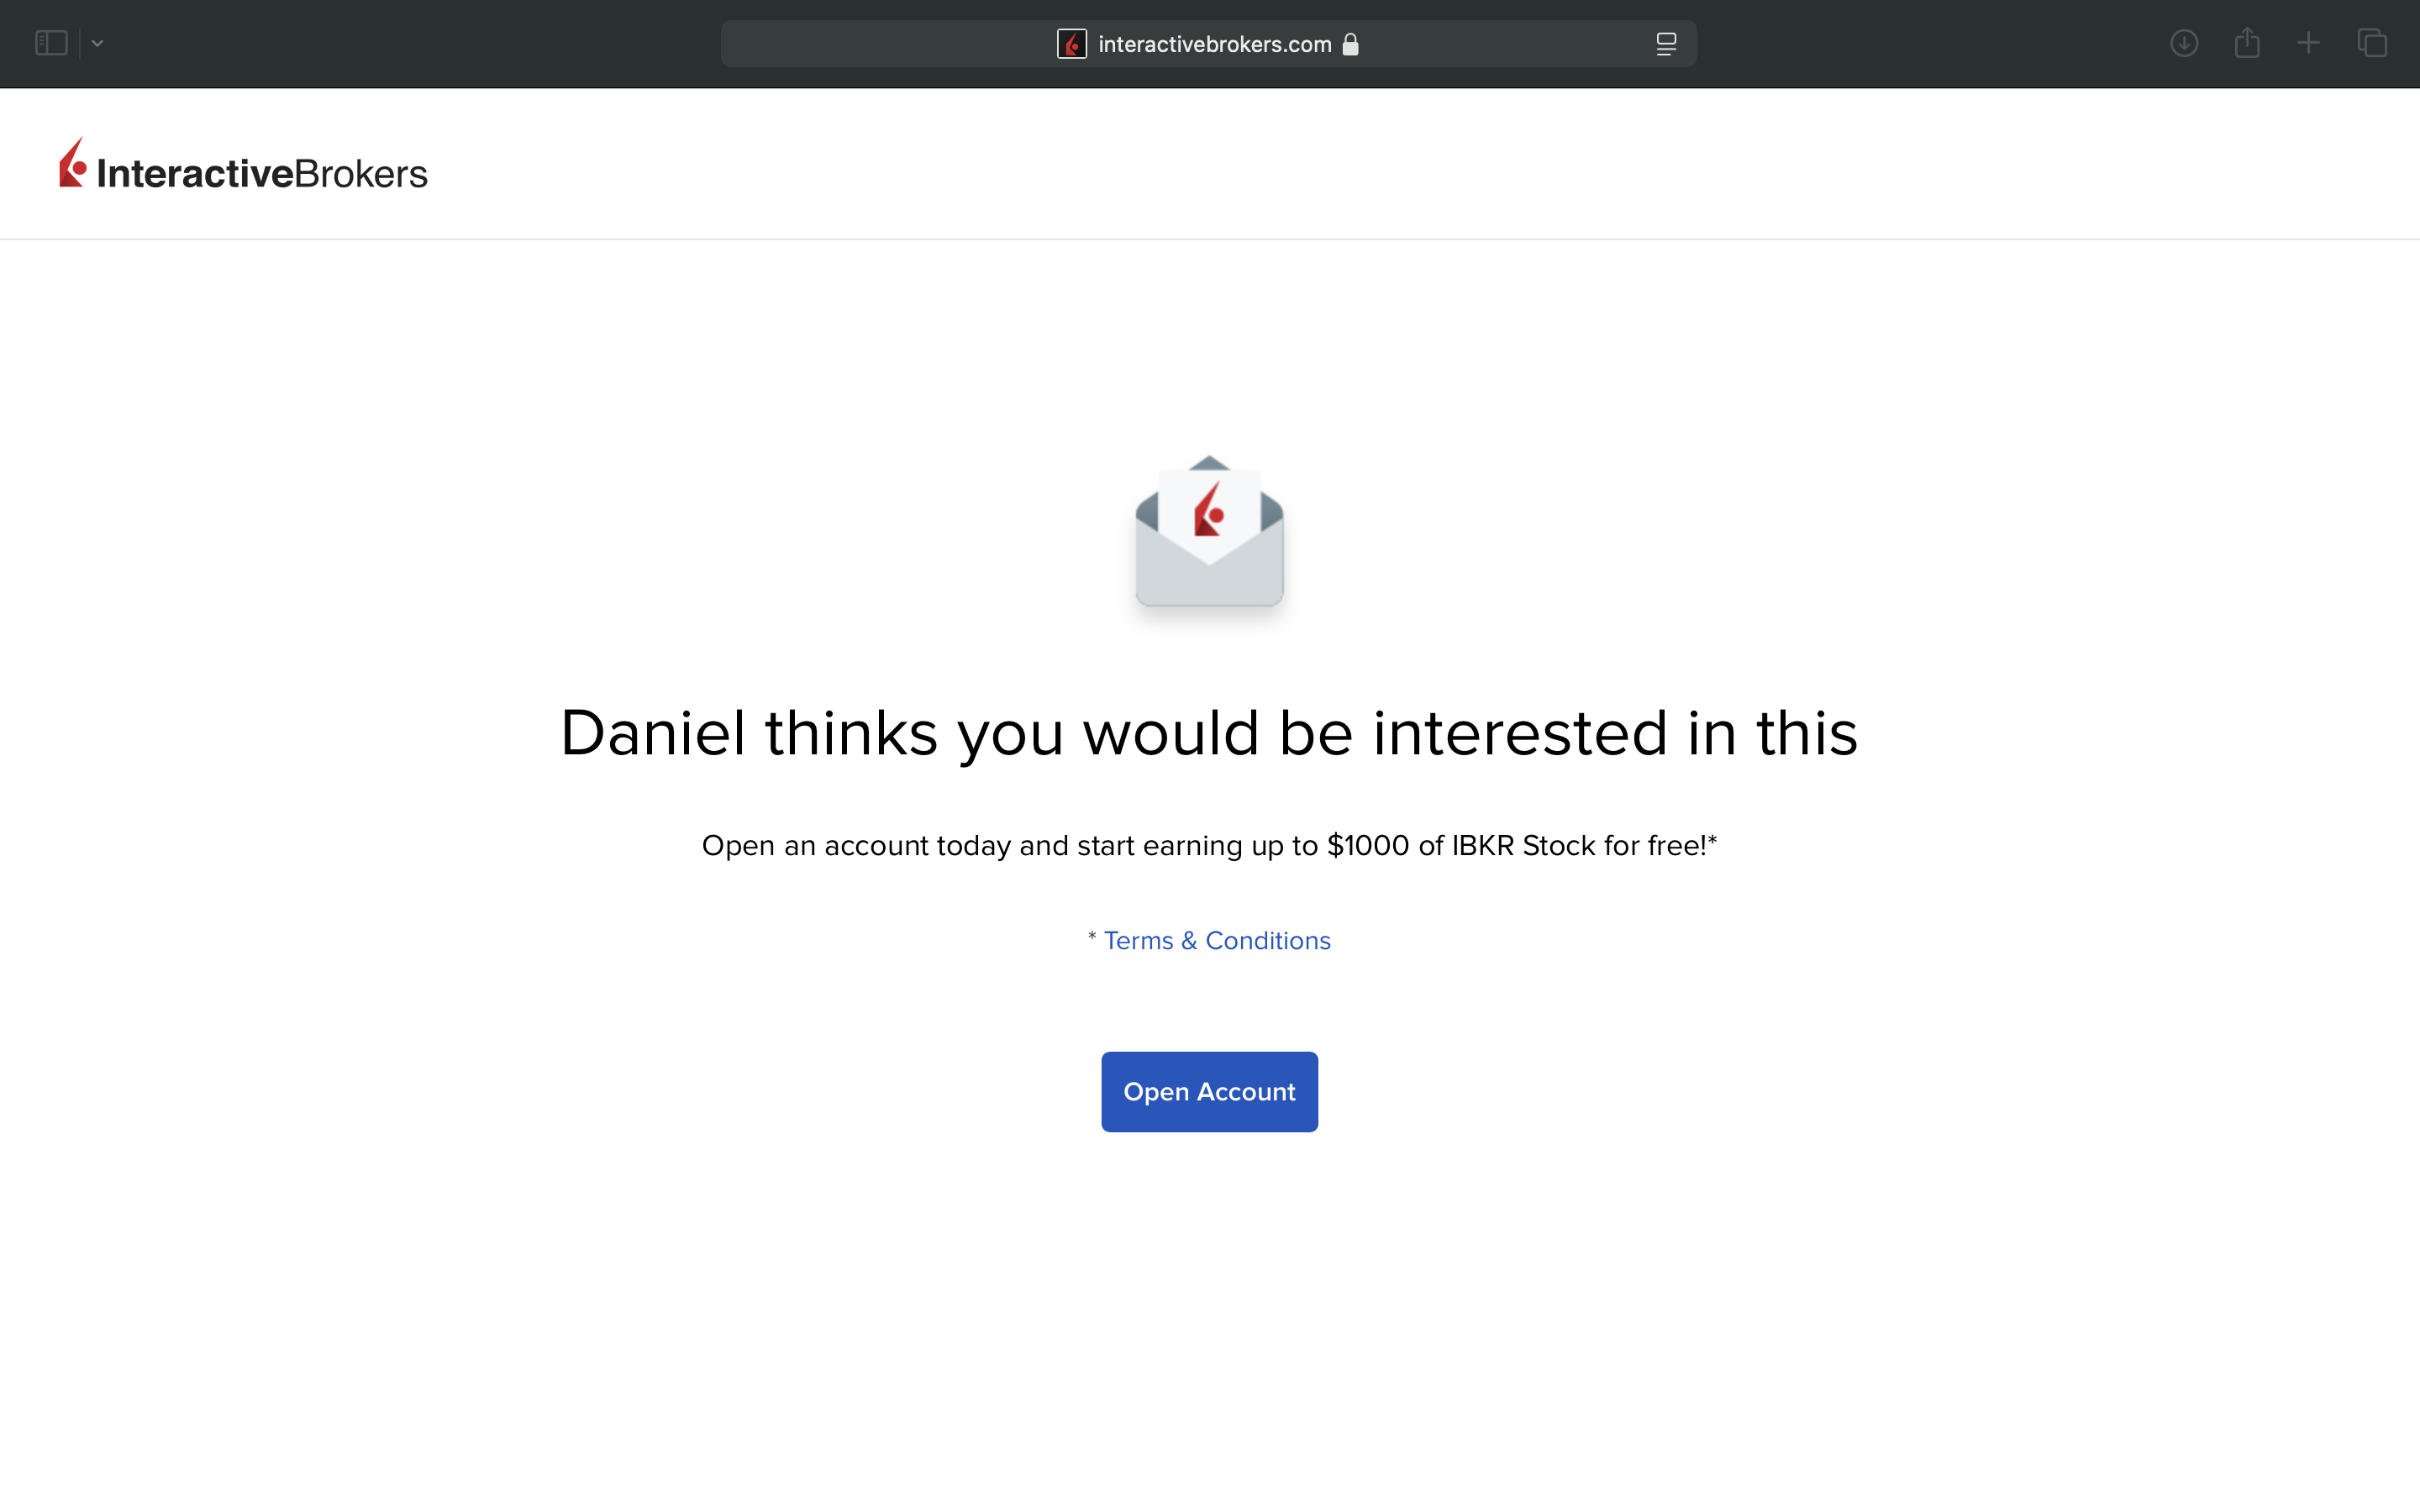 interactivebrokers.com
InteractiveBrokers
Daniel thinks you would be interested in this
Open an account today and start earning up to $1000 of IBKR Stock for free!*
* Terms & Conditions
Open Account